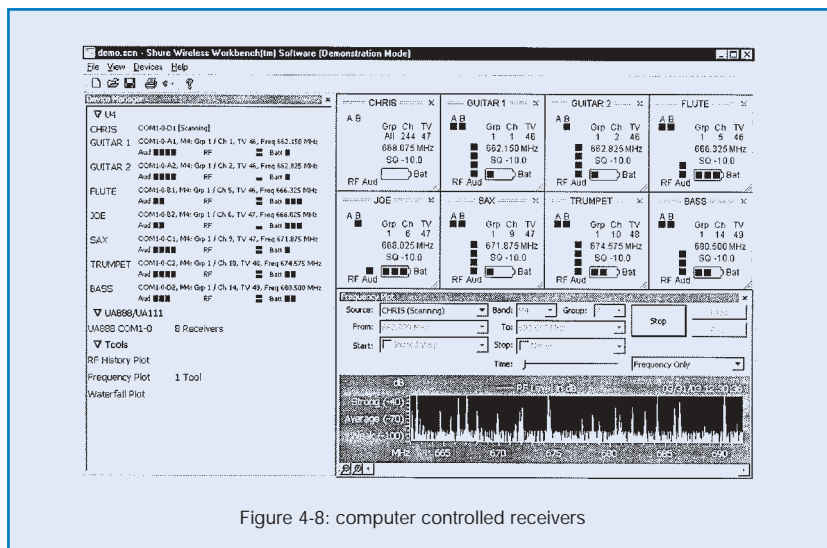 demo.scn - Shure Wireless Workbench(tm) Software (Demonstration Mode)
File View Devices Help
U4
CHRIS COM1-0-D1 [Scanning]
GUITAR 1 COM1-0-A1, M4: Grp 1 / Ch 1, TV 46, Freq 662.150 MHz
Aud RF Batt
GUITAR 2 COM1-0-A2, M4: Grp 1 / Ch 2, TV 46, Freq 662.825 MHz
Aud RF Batt
FLUTE COM1-0-B1, M4: Grp 1 / Ch 5, TV 46, Freq 666.325 MHz
Aud RF Batt
JOE COM1-0-B2, M4: Grp 1 / Ch 6, TV 47, Freq 668.025 MHz
Aud RF Batt
SAX COM1-0-C1, M4: Grp 1 / Ch 9, TV 47, Freq 671.875 MHz
Aud RF Batt
TRUMPET COM1-0-C2, M4: Grp 1 / Ch 10, TV 48, Freq 674.575 MHz
Aud RF Batt
BASS COM1-0-D2, M4: Grp 1 / Ch 14, TV 49, Freq 680.500 MHz
Aud RF Batt
UA888/UA111
UA888 COM1-0 8 Receivers
Tools
RF History Plot
Frequency Plot 1 Tool
Waterfall Plot
CHRIS
A B
Grp Ch TV
All 244 47
668.075 MHz
SQ -10.0
Bat
RF Aud
GUITAR 1
A B
Grp Ch TV
1 1 46
662.150 MHz
SQ -10.0
Bat
RF Aud
GUITAR 2
A B
Grp Ch TV
1 2 46
662.825 MHz
SQ -10.0
Bat
RF Aud
FLUTE
A B
Grp Ch TV
1 5 46
666.325 MHz
SQ -10.0
Bat
RF Aud
JOE
A B
Grp Ch TV
1 6 47
668.025 MHz
SQ -10.0
Bat
RF Aud
SAX
A B
Grp Ch TV
1 9 47
671.875 MHz
SQ -10.0
Bat
RF Aud
TRUMPET
A B
Grp Ch TV
1 10 48
674.575 MHz
SQ -10.0
Bat
RF Aud
BASS
A B
Grp Ch TV
1 14 49
680.500 MHz
SQ -10.0
Bat
RF Aud
Frequency Plot
Source: CHRIS (Scanning) Band: M4 Group: Stop
From: To:
Start: Stop:
Time: Frequency Only
dB RF Level in dB
Strong (-40)
Average (-70)
(-100)
MHz 665 670 675 680 685 690
Figure 4-8: computer controlled receivers